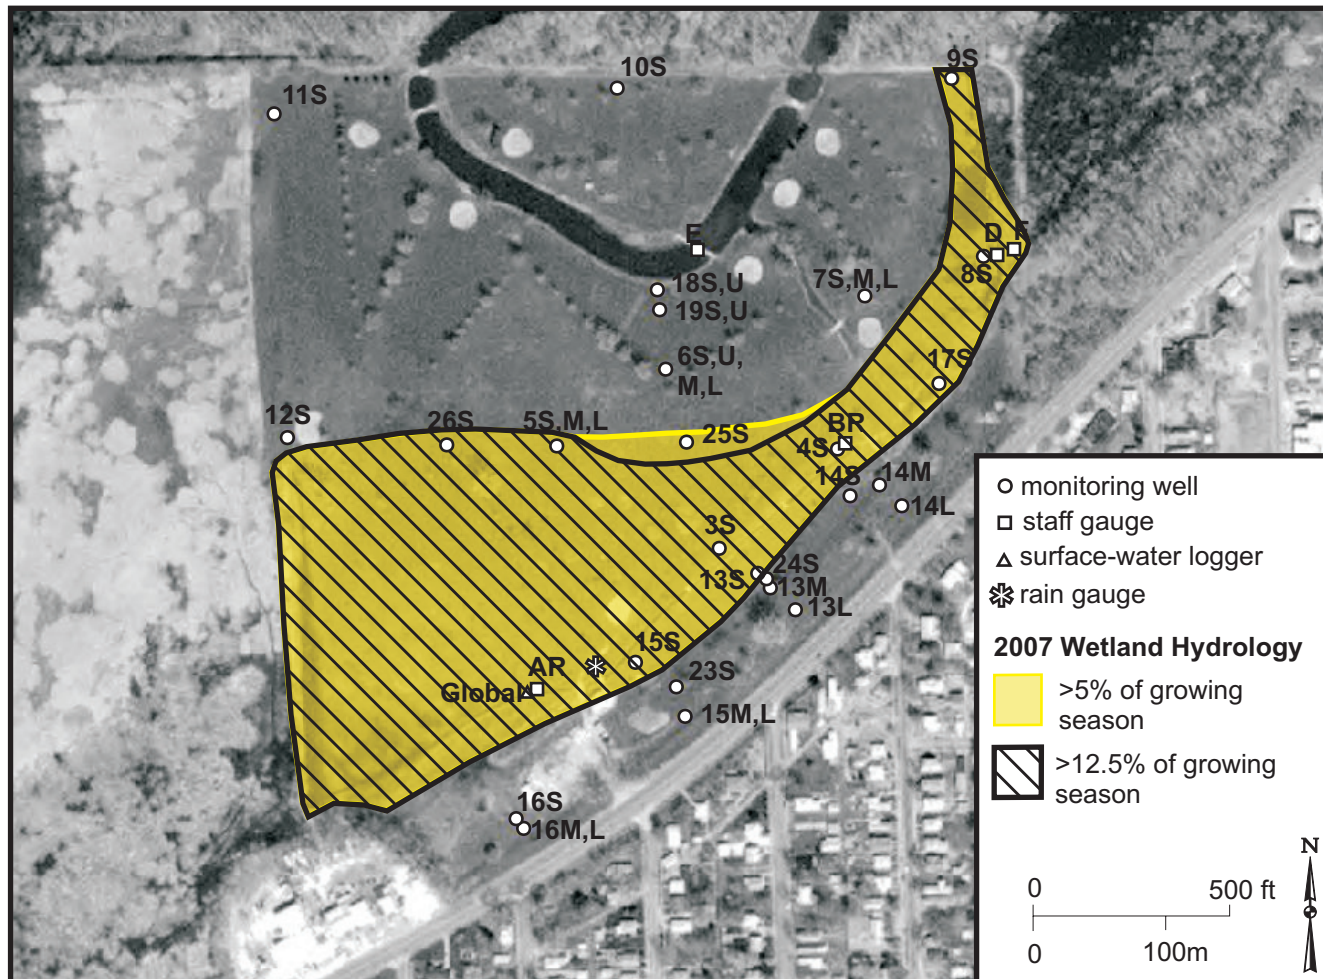 9S
10S
11S
E
D F
8S
18S,U
7S,M,L
19S,U
6S,U,
M,L
17S
12S
26S
5S,M,L
25S
BR
4S
14S
14M
14L
3S
13S
24S
13M
13L
15S
AR
Global
23S
15M,L
16S
16M,L
monitoring well
staff gauge
surface-water logger
rain gauge
2007 Wetland Hydrology
>5% of growing
season
>12.5% of growing
season
N
0 500 ft
0 100m